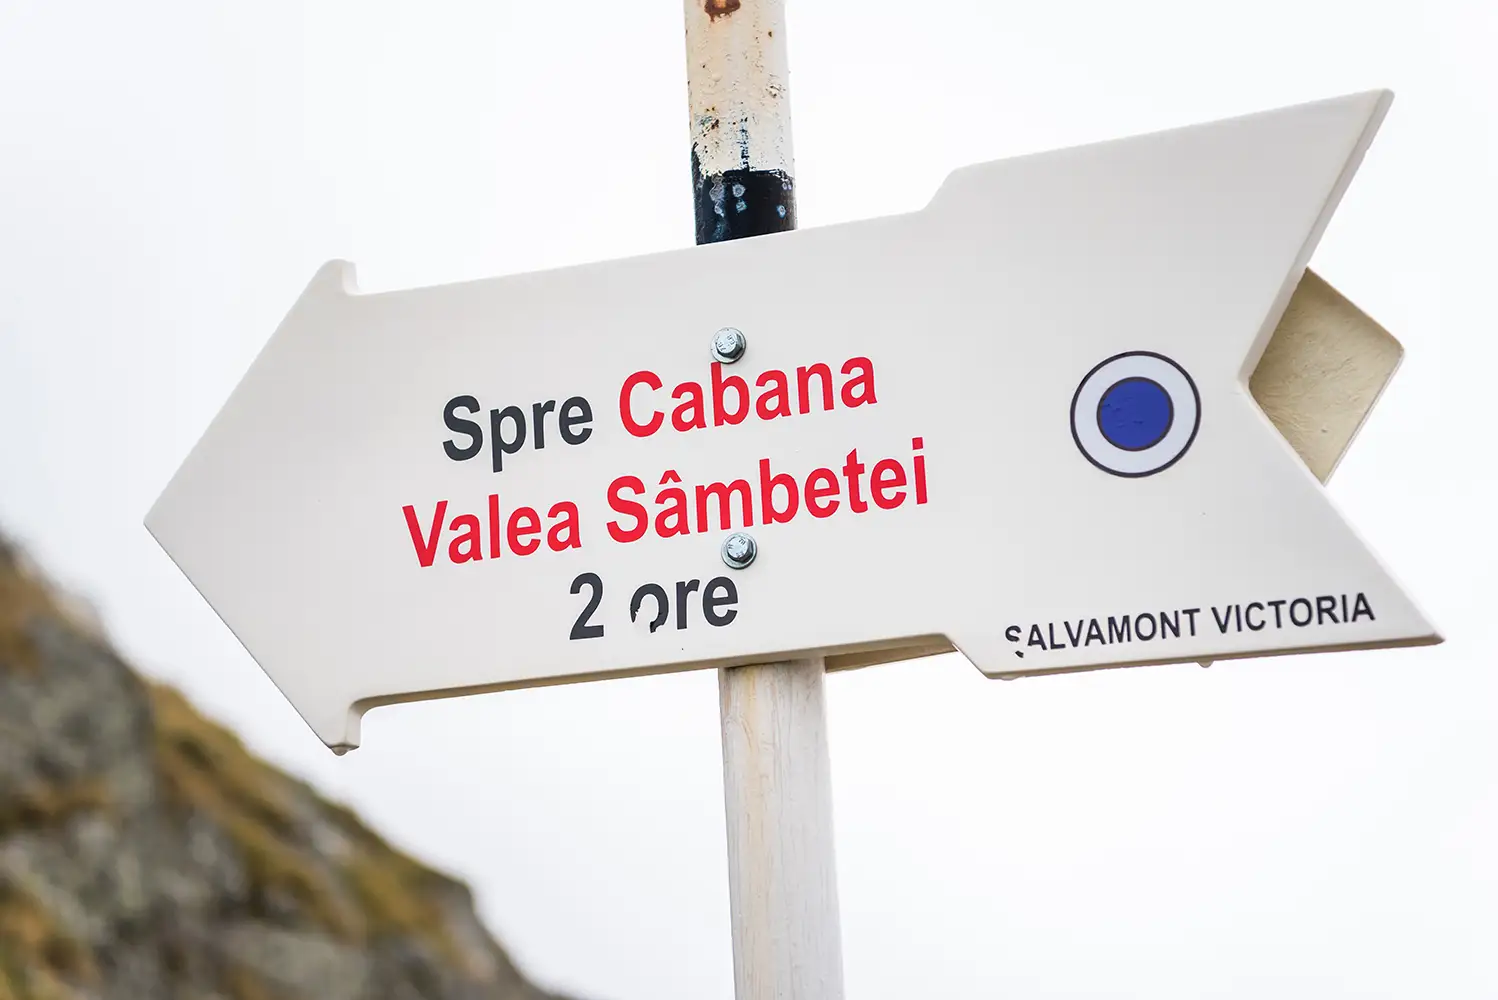 Spre Cabana
Valea Sâmbetei
2 ore
SALVAMONT VICTORIA